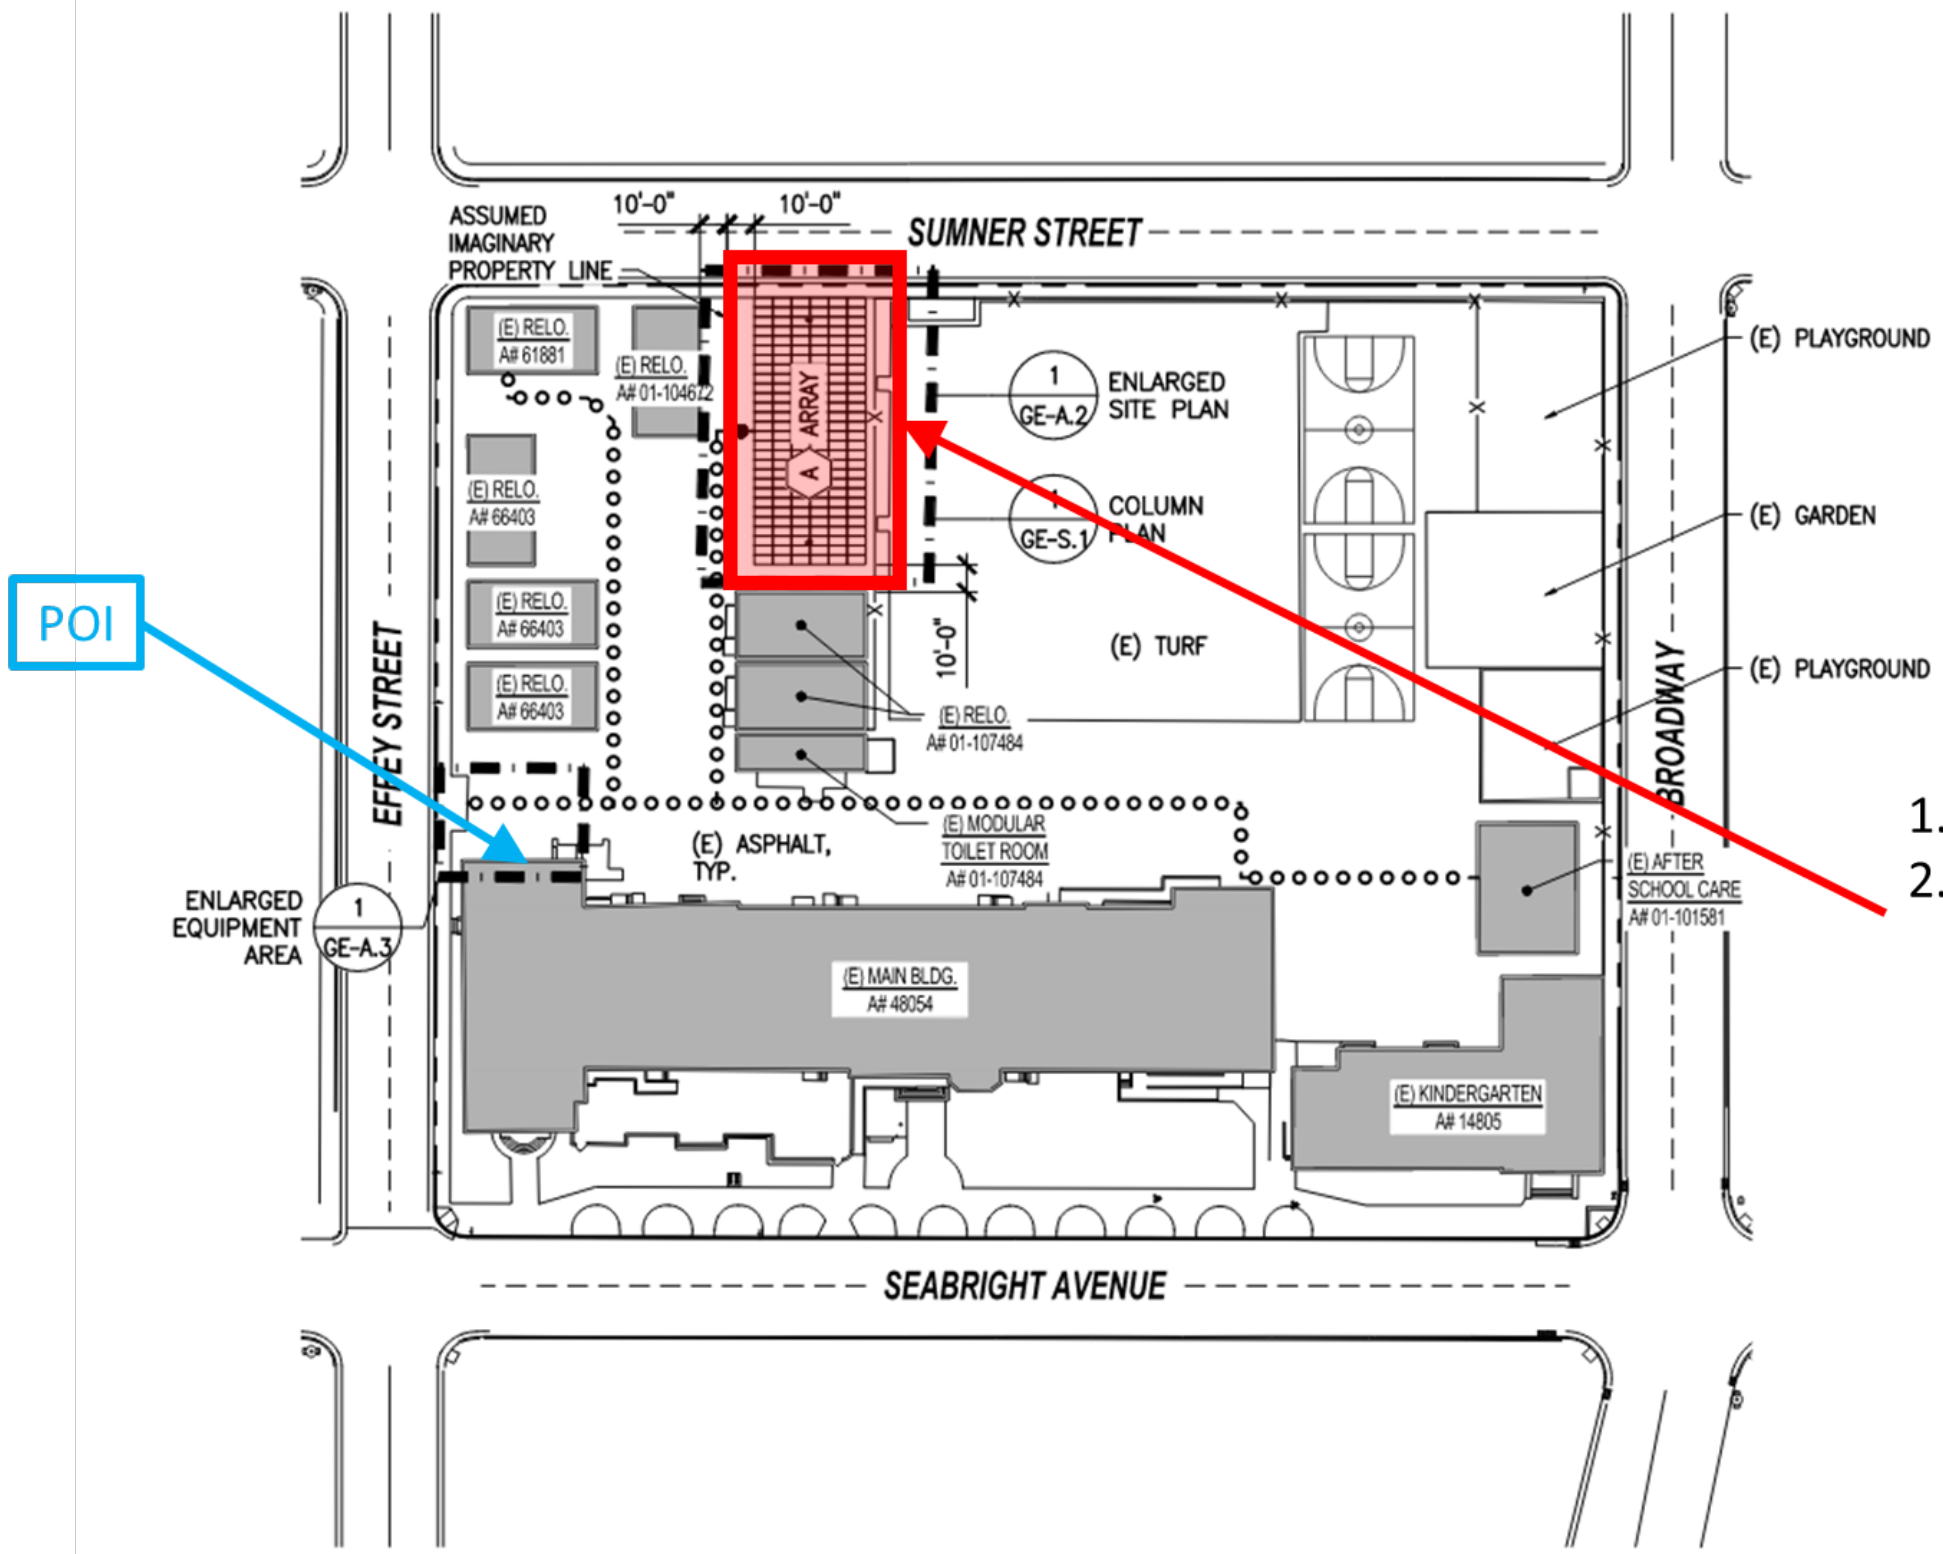 10'-0"
10'-0"
ASSUMED
IMAGINARY
PROPERTY LINE
SUMNER STREET
(E) RELO.
A# 61881
(E) RELO.
A# 01-104672
ARRAY
A
1
GE-A.2
ENLARGED
SITE PLAN
(E) PLAYGROUND
(E) RELO.
A# 66403
1
GE-S.1
COLUMN
PLAN
(E) GARDEN
POI
(E) RELO.
A# 66403
10'-0"
(E) TURF
(E) PLAYGROUND
EFFEY STREET
(E) RELO.
A# 66403
(E) RELO.
A# 01-107484
BROADWAY
(E) ASPHALT,
TYP.
(E) MODULAR
TOILET ROOM
A# 01-107484
1.
2.
(E) AFTER
SCHOOL CARE
A# 01-101581
ENLARGED
EQUIPMENT
AREA
1
GE-A.3
(E) MAIN BLDG.
A# 48054
(E) KINDERGARTEN
A# 14805
SEABRIGHT AVENUE